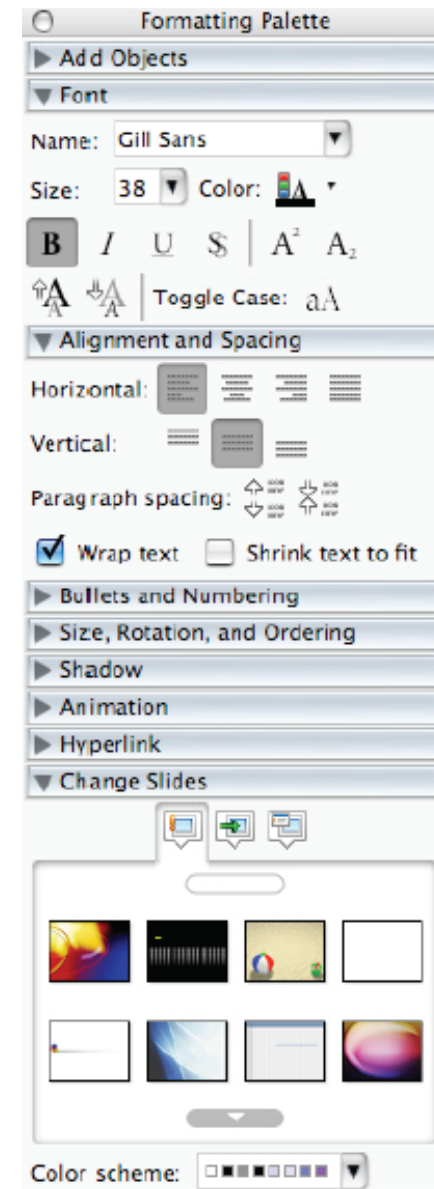 Formatting Palette
Add Objects
Font
Name: Gill Sans
Size: 38 Color: A
B I U S A² A₂
A A A A Toggle Case: aA
Alignment and Spacing
Horizontal:
Vertical:
Paragraph spacing:
Wrap text Shrink text to fit
Bullets and Numbering
Size, Rotation, and Ordering
Shadow
Animation
Hyperlink
Change Slides
Color scheme: